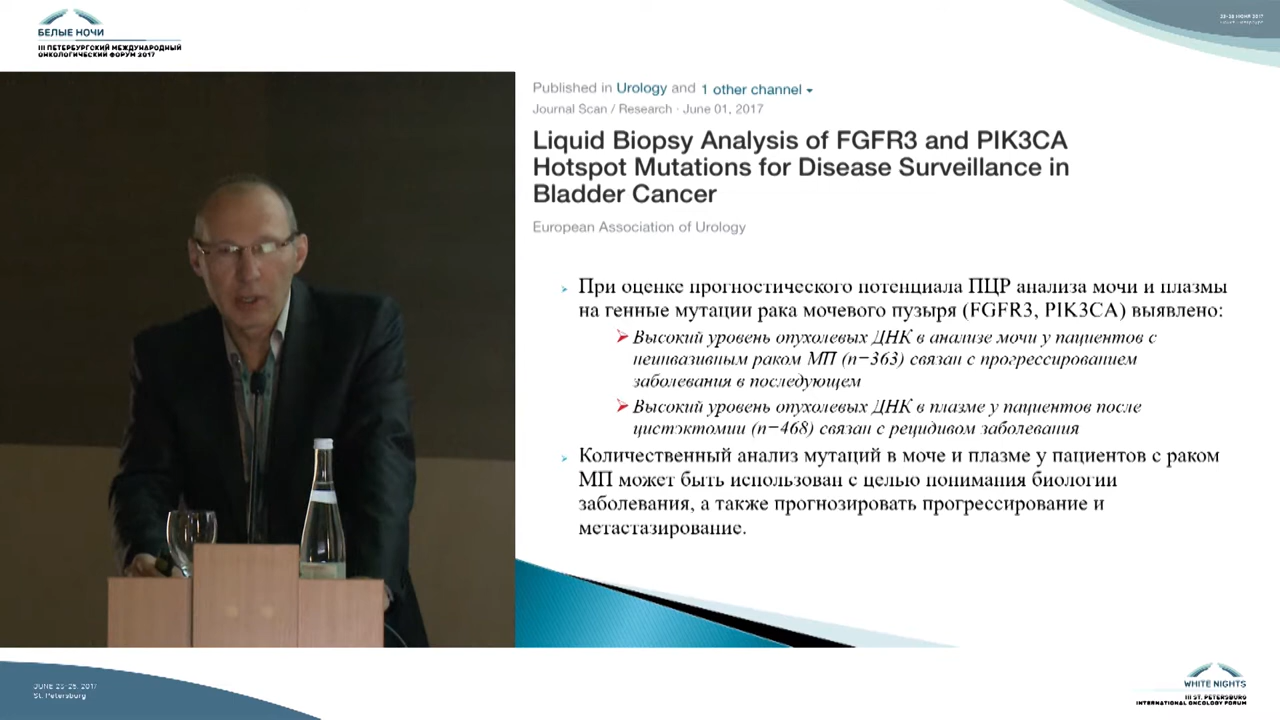 БЕЛЫЕ НОЧИ
III ПЕТЕРБУРГСКИЙ МЕЖДУНАРОДНЫЙ
ОНКОЛОГИЧЕСКИЙ ФОРУМ 2017
Published in Urology and 1 other channel
Journal Scan / Research · June 01, 2017
Liquid Biopsy Analysis of FGFR3 and PIK3CA
Hotspot Mutations for Disease Surveillance in
Bladder Cancer
European Association of Urology
При оценке прогностического потенциала ПЦР анализа мочи и плазмы
на генные мутации рака мочевого пузыря (FGFR3, PIK3CA) выявлено:
Высокий уровень опухолевых ДНК в анализе мочи у пациентов с
неинвазивным раком МП (n=363) связан с прогрессированием
заболевания в последующем
Высокий уровень опухолевых ДНК в плазме у пациентов после
цистэктомии (n=468) связан с рецидивом заболевания
Количественный анализ мутаций в моче и плазме у пациентов с раком
МП может быть использован с целью понимания биологии
заболевания, а также прогнозировать прогрессирование и
метастазирование.
JUNE 23-25, 2017
St. Petersburg
WHITE NIGHTS
III ST. PETERSBURG
INTERNATIONAL ONCOLOGY FORUM